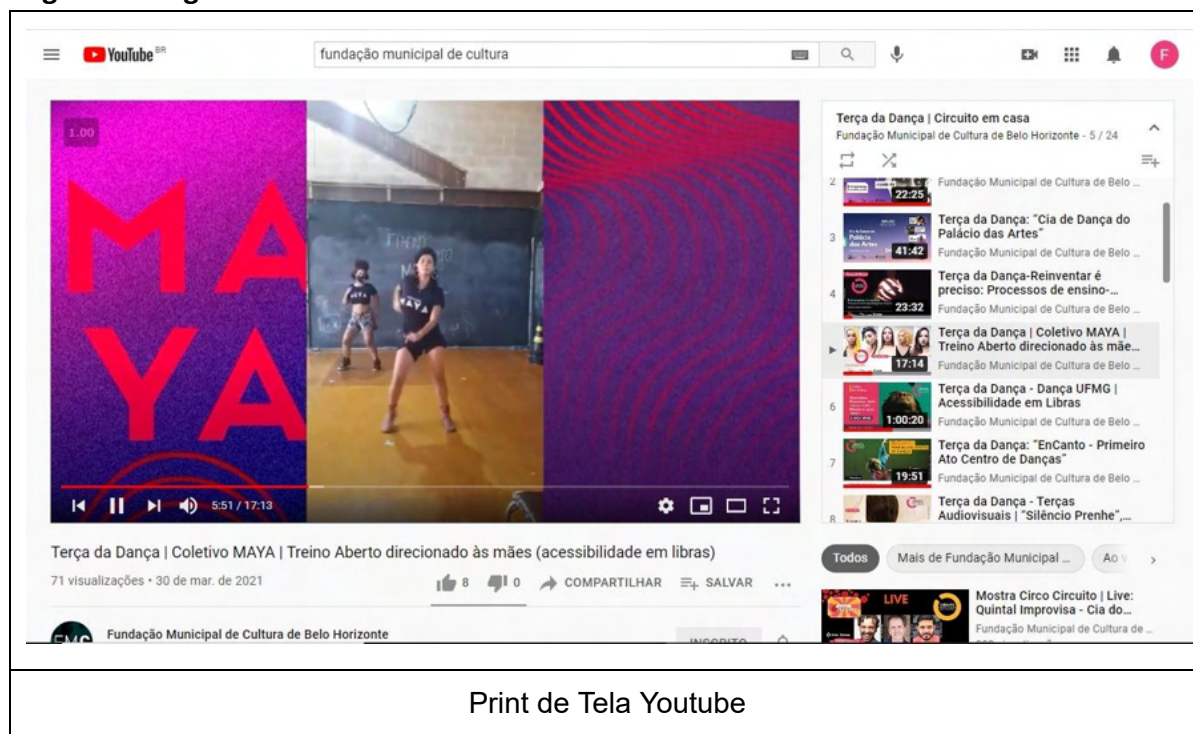 YouTube BR
fundação municipal de cultura
F
1.00
MA
YA
MAYA
5:51 / 17:13
Terça da Dança | Coletivo MAYA | Treino Aberto direcionado às mães (acessibilidade em libras)
71 visualizações • 30 de mar. de 2021
8
0
COMPARTILHAR
SALVAR
Fundação Municipal de Cultura de Belo Horizonte
INSCRITO
Terça da Dança | Circuito em casa
Fundação Municipal de Cultura de Belo Horizonte - 5 / 24
2
22:25
Fundação Municipal de Cultura de Belo ...
3
41:42
Terça da Dança: "Cia de Dança do
Palácio das Artes"
Fundação Municipal de Cultura de Belo ...
4
23:32
Terça da Dança-Reinventar é
preciso: Processos de ensino-...
Fundação Municipal de Cultura de Belo ...
17:14
Terça da Dança | Coletivo MAYA |
Treino Aberto direcionado às mãe...
Fundação Municipal de Cultura de Belo ...
6
1:00:20
Terça da Dança - Dança UFMG |
Acessibilidade em Libras
Fundação Municipal de Cultura de Belo ...
7
19:51
Terça da Dança: "EnCanto - Primeiro
Ato Centro de Danças"
Fundação Municipal de Cultura de Belo ...
8
Terça da Dança - Terças
Audiovisuais | "Silêncio Prenhe",...
Todos
Mais de Fundação Municipal ...
Ao v
LIVE
Mostra Circo Circuito | Live:
Quintal Improvisa - Cia do...
Fundação Municipal de Cultura de ...
Print de Tela Youtube